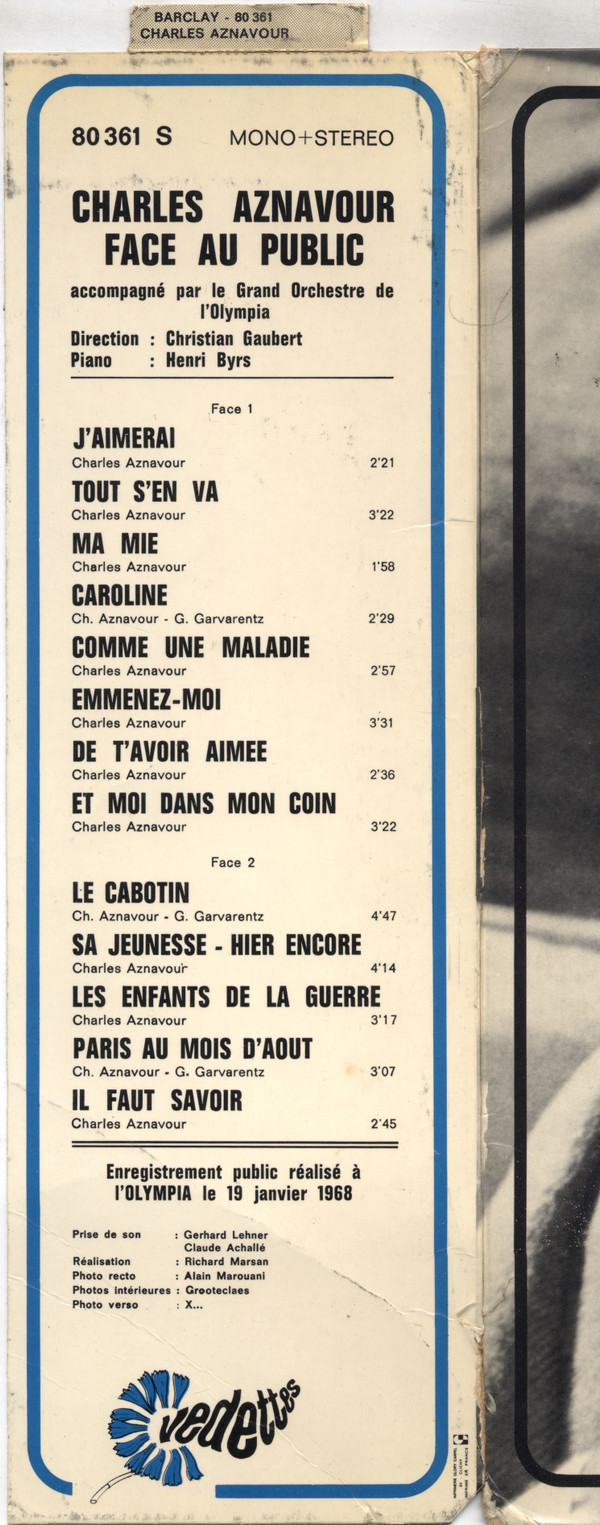 BARCLAY - 80 361
CHARLES AZNAVOUR
80 361 S MONO+STEREO
CHARLES AZNAVOUR
FACE AU PUBLIC
accompagné par le Grand Orchestre de
l'Olympia
Direction : Christian Gaubert
Piano : Henri Byrs
Face 1
J'AIMERAI
Charles Aznavour 2'21
TOUT S'EN VA
Charles Aznavour 3'22
MA MIE
Charles Aznavour 1'58
CAROLINE
Ch. Aznavour - G. Garvarentz 2'29
COMME UNE MALADIE
Charles Aznavour 2'57
EMMENEZ-MOI
Charles Aznavour 3'31
DE T'AVOIR AIMEE
Charles Aznavour 2'36
ET MOI DANS MON COIN
Charles Aznavour 3'22
Face 2
LE CABOTIN
Ch. Aznavour - G. Garvarentz 4'47
SA JEUNESSE - HIER ENCORE
Charles Aznavour 4'14
LES ENFANTS DE LA GUERRE
Charles Aznavour 3'17
PARIS AU MOIS D'AOUT
Ch. Aznavour - G. Garvarentz 3'07
IL FAUT SAVOIR
Charles Aznavour 2'45
Enregistrement public réalisé à
l'OLYMPIA le 19 janvier 1968
Prise de son : Gerhard Lehner
Claude Achallé
Réalisation : Richard Marsan
Photo recto : Alain Marouani
Photos intérieures : Grooteclaes
Photo verso : X...
vedettes
IMPRIME EN FRANCE